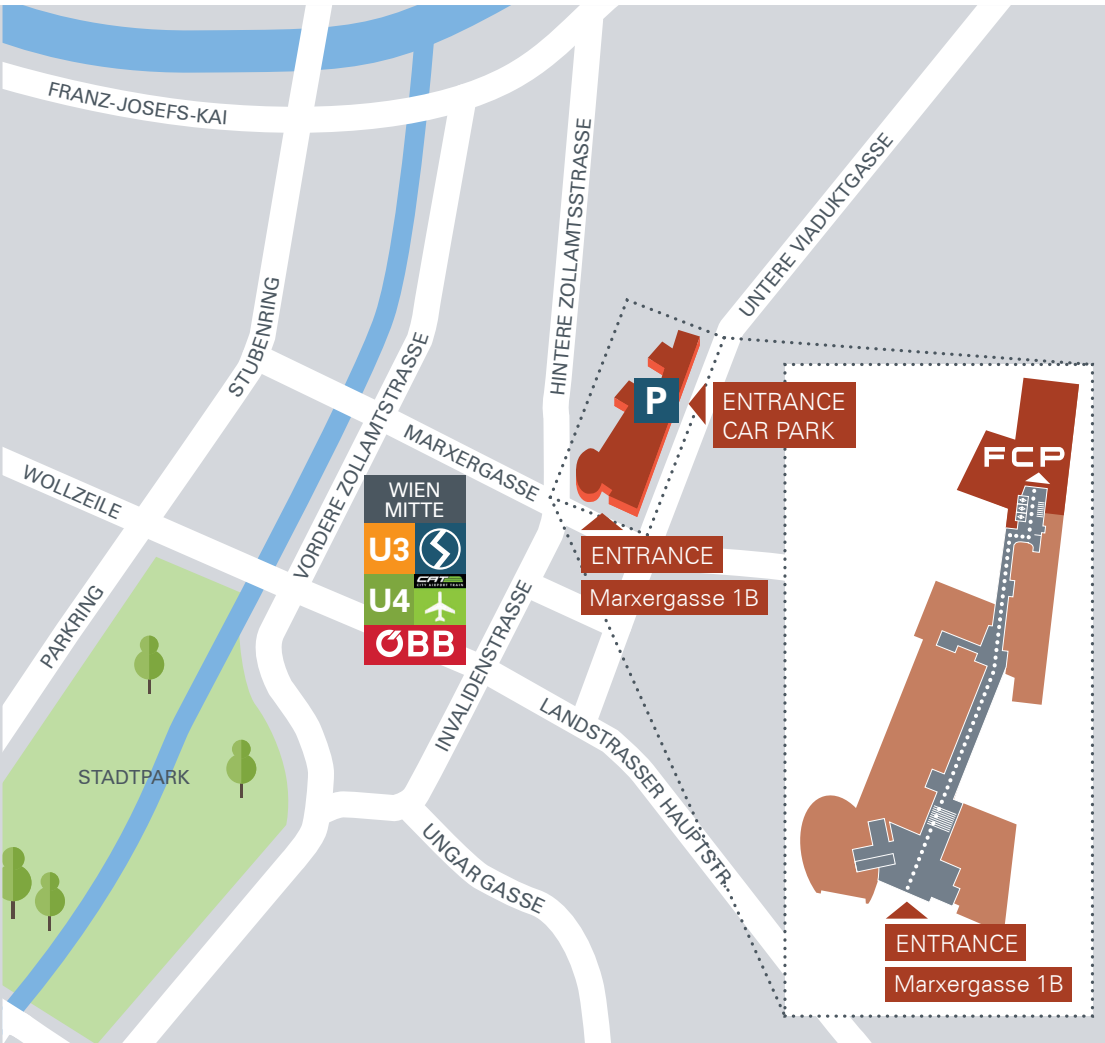 FRANZ-JOSEFS-KAI
HINTERE ZOLLAMTSSTRASSE
UNTERE VIADUKTGASSE
STUBENRING
VORDERE ZOLLAMTSTRASSE
MARXERGASSE
P
ENTRANCE
CAR PARK
WOLLZEILE
WIEN
MITTE
U3
CAT
CITY AIRPORT TRAIN
U4
ÖBB
ENTRANCE
Marxergasse 1B
FCP
PARKRING
INVALIDENSTRASSE
LANDSTRASSER HAUPTSTR.
STADTPARK
UNGARGASSE
ENTRANCE
Marxergasse 1B